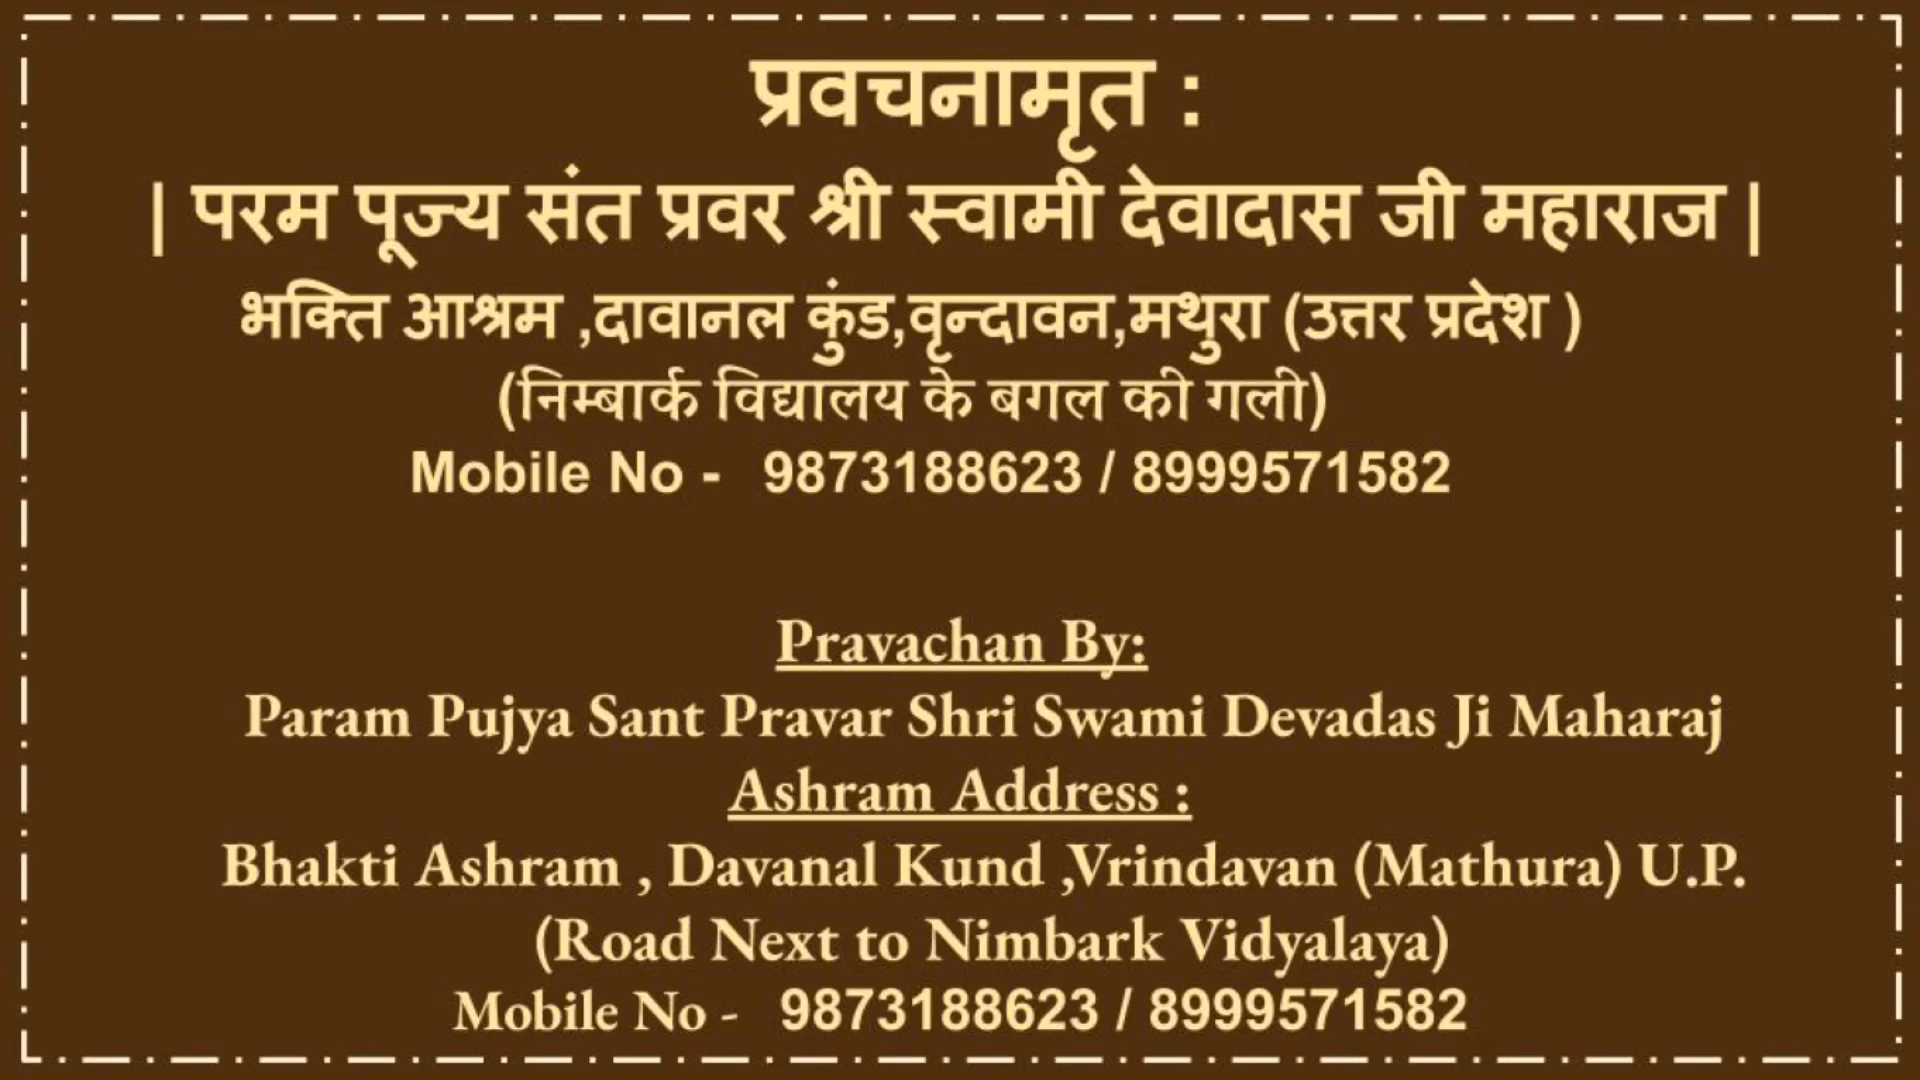 प्रवचनामृत :
| परम पूज्य संत प्रवर श्री स्वामी देवादास जी महाराज |
भक्ति आश्रम ,दावानल कुंड,वृन्दावन,मथुरा (उत्तर प्रदेश )
(निम्बार्क विद्यालय के बगल की गली)
Mobile No - 9873188623 / 8999571582
Pravachan By:
Param Pujya Sant Pravar Shri Swami Devadas Ji Maharaj
Ashram Address :
Bhakti Ashram , Davanal Kund ,Vrindavan (Mathura) U.P.
(Road Next to Nimbark Vidyalaya)
Mobile No - 9873188623 / 8999571582